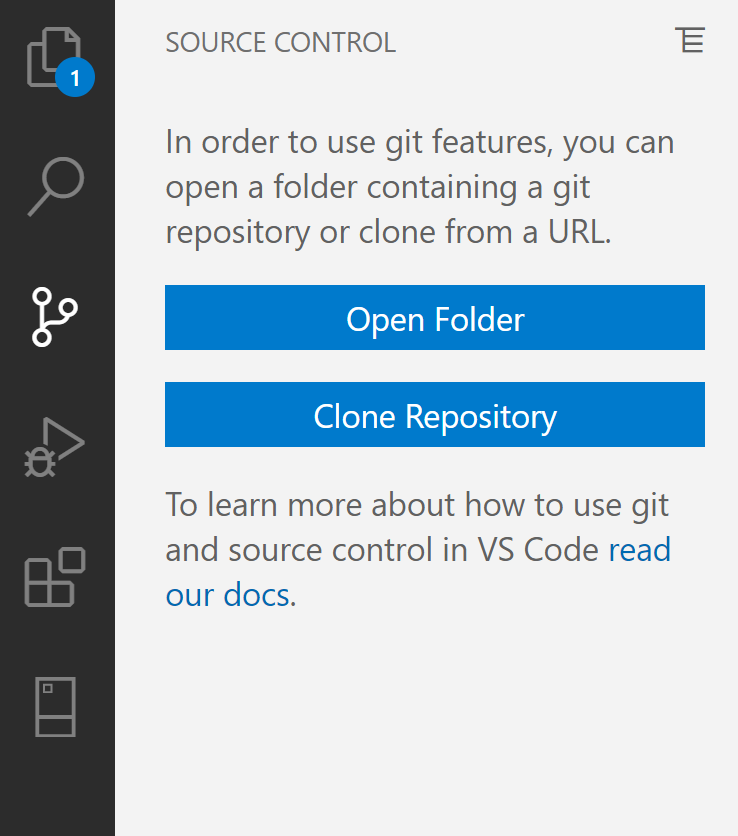 SOURCE CONTROL
1
In order to use git features, you can
open a folder containing a git
repository or clone from a URL.
Open Folder
Clone Repository
To learn more about how to use git
and source control in VS Code read
our docs.